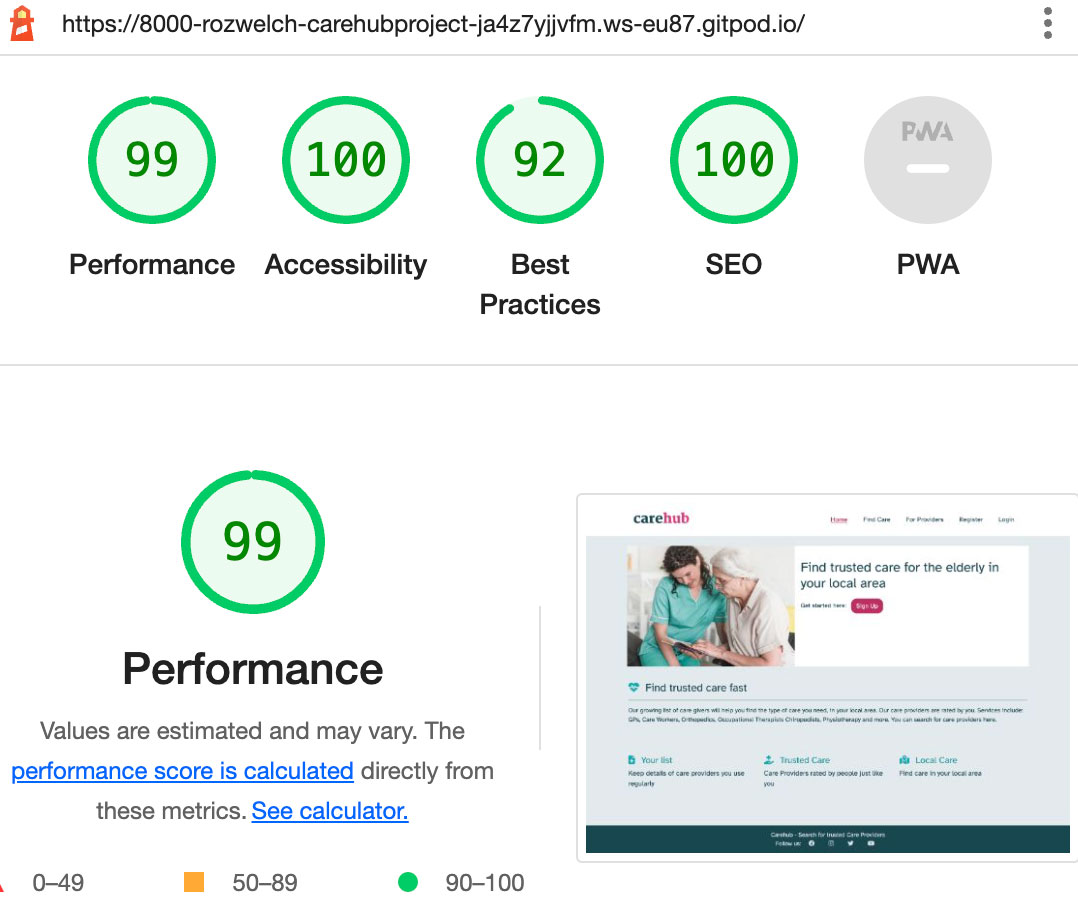 https://8000-rozwelch-carehubproject-ja4z7yjjvfm.ws-eu87.gitpod.io/
99 100 92 100 PWA
Performance Accessibility Best Practices SEO PWA
99
Performance
Values are estimated and may vary. The
performance score is calculated directly from
these metrics. See calculator.
0–49 50–89 90–100
carehub Home Find Care For Providers Register Login
Find trusted care for the elderly in
your local area
Get started here: Sign Up
Find trusted care fast
Our growing list of care givers will help you find the type of care you need, in your local area. Our care providers are rated by you. Services include:
GPs, Care Workers, Orthopedics, Occupational Therapists Chiropodists, Physiotherapy and more. You can search for care providers here.
Your list Trusted Care Local Care
Keep details of care providers you use
regularly
Care Providers rated by people just like
you
Find care in your local area
Carehub - Search for trusted Care Providers
Follow us: